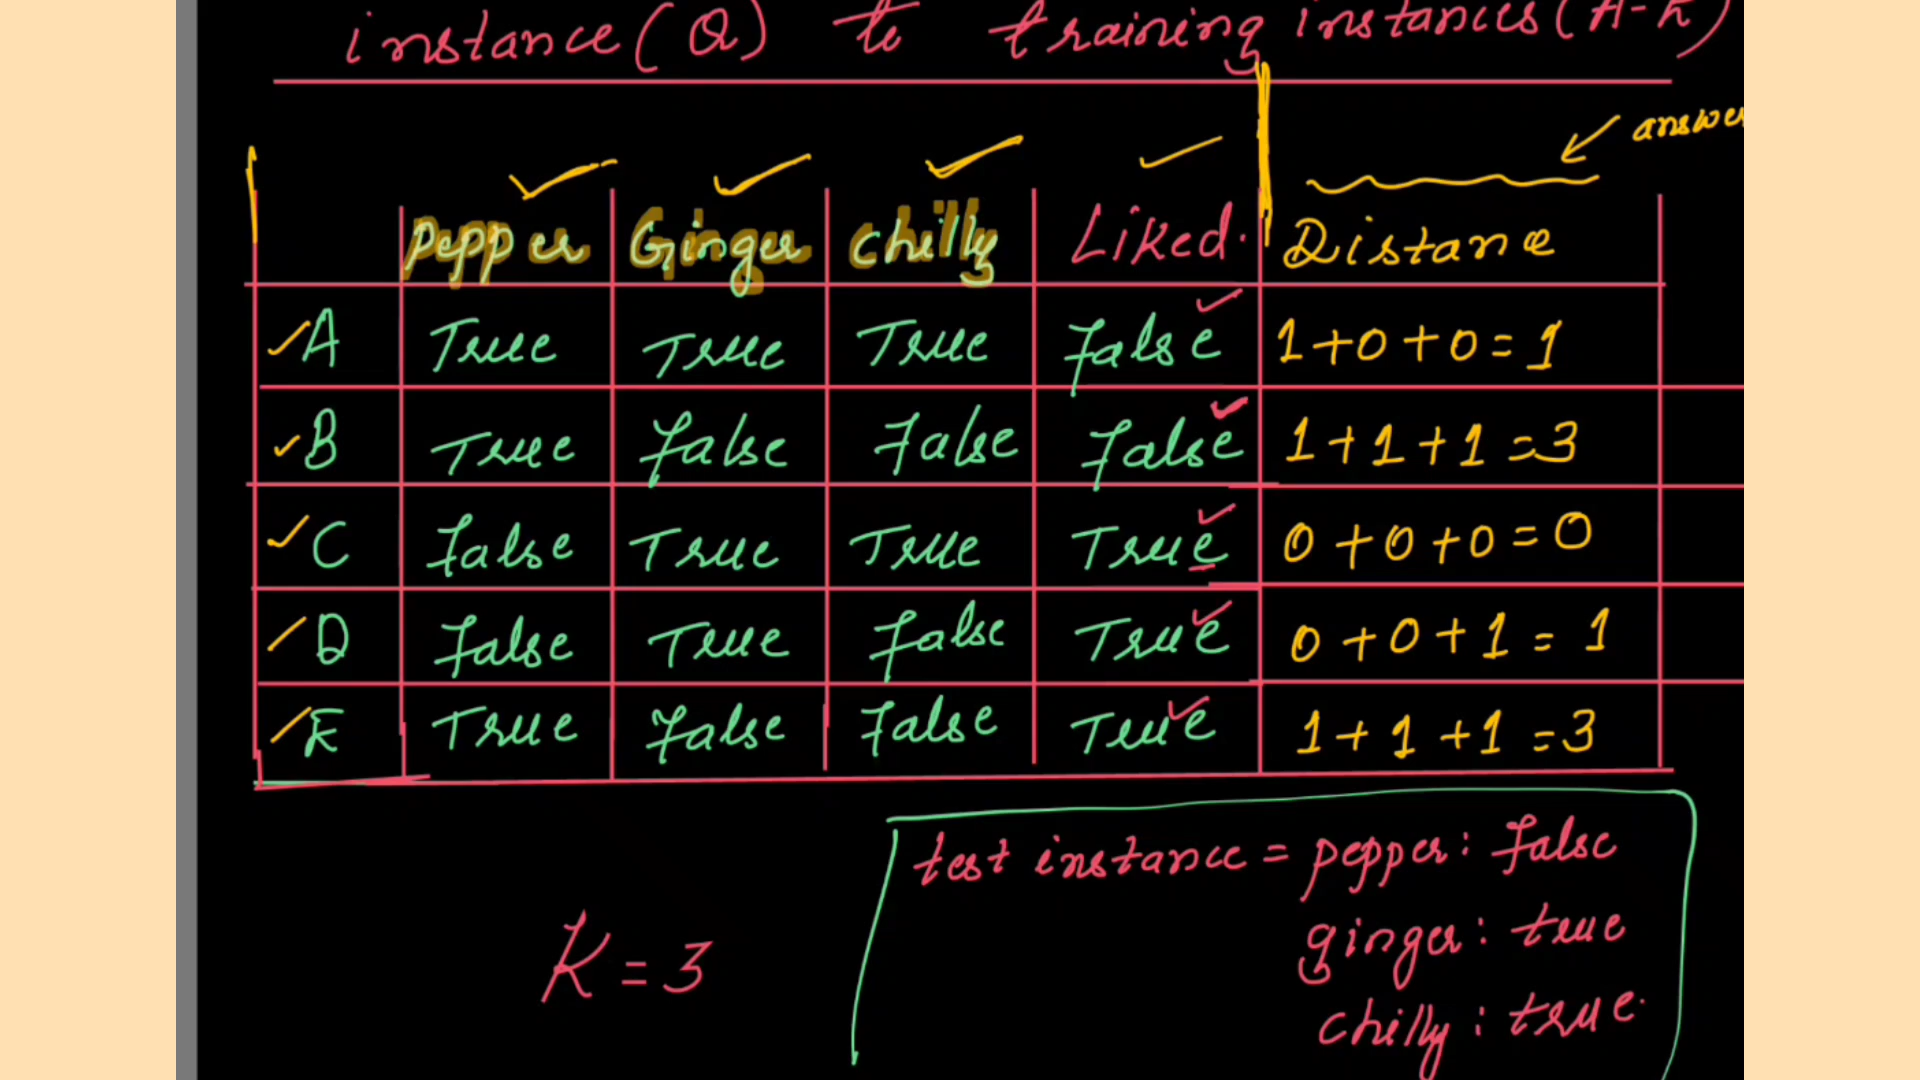 instance (Q) to training instances (A-E)
answer
Pepper Ginger chilly Liked. Distance
A True True True False 1+0+0=1
B True False False False 1+1+1=3
C False True True True 0+0+0=0
D False True False True 0+0+1=1
E True False False True 1+1+1=3
test instance = pepper: false
K=3 ginger: true
chilly: true.